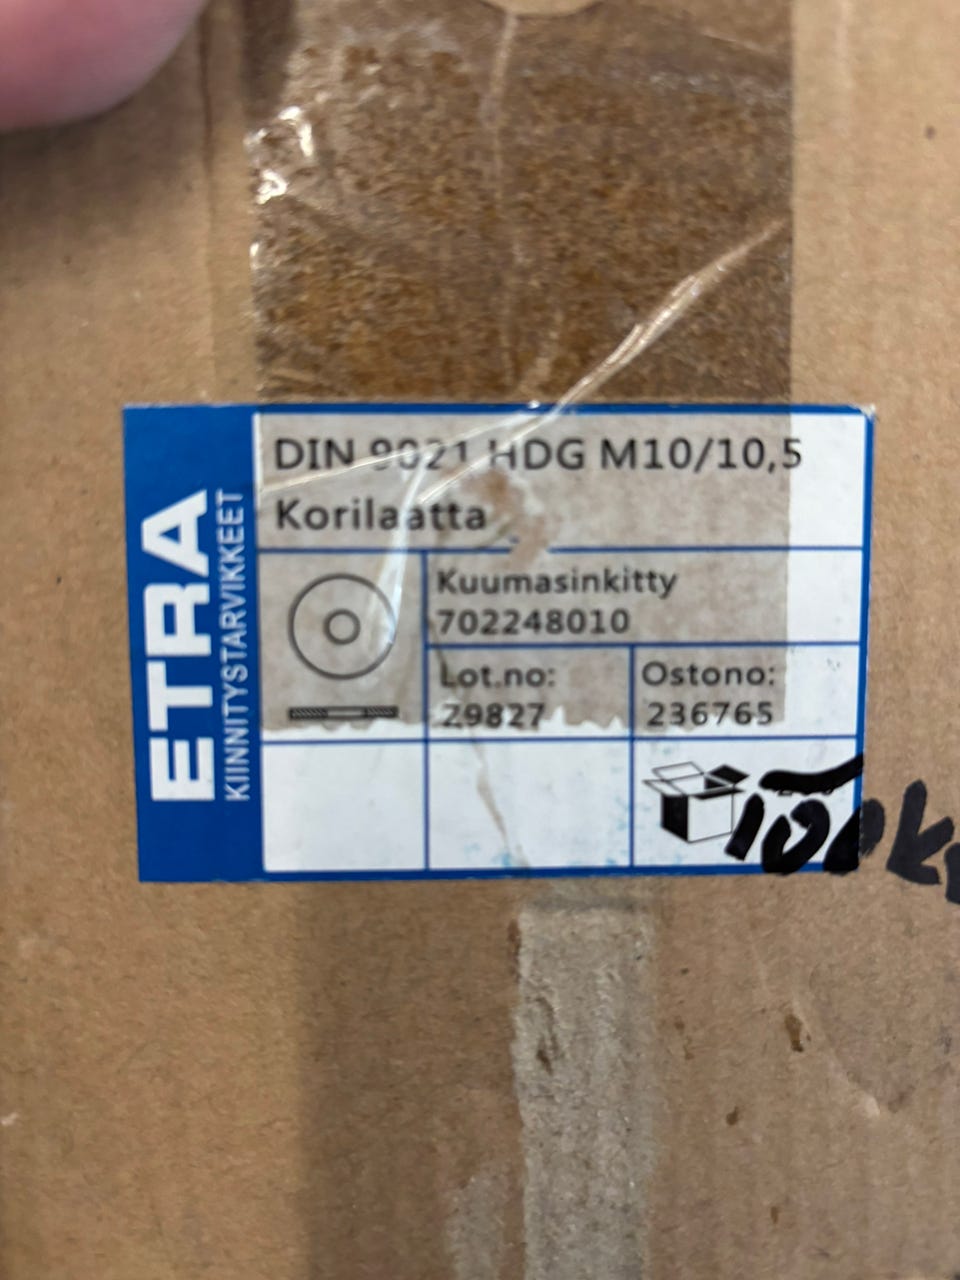 ETRA
KIINNITYSTARVIKKEET
DIN 9021 HDG M10/10,5
Korilaatta
Kuumasinkitty
702248010
Lot.no:
29827
Ostono:
236765